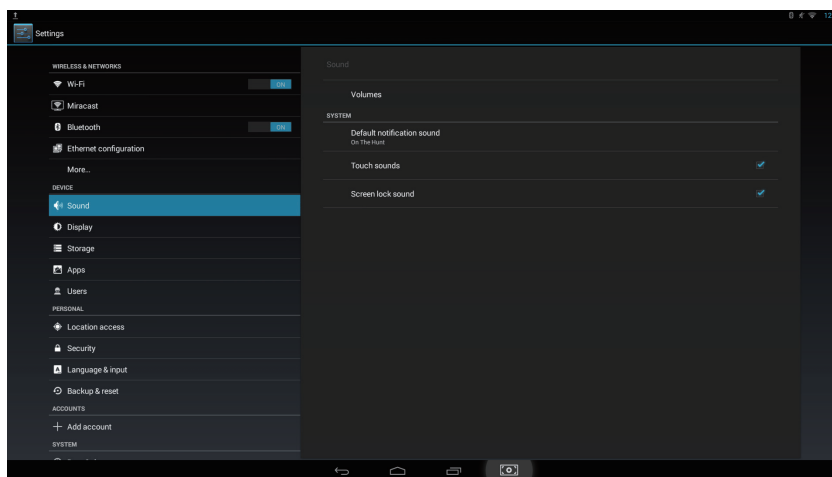 12
Settings
WIRELESS & NETWORKS
Wi-Fi
ON
Miracast
Bluetooth
ON
Ethernet configuration
More...
DEVICE
Sound
Display
Storage
Apps
Users
PERSONAL
Location access
Security
Language & input
Backup & reset
ACCOUNTS
Add account
SYSTEM
Sound
Volumes
SYSTEM
Default notification sound
On The Hunt
Touch sounds
Screen lock sound